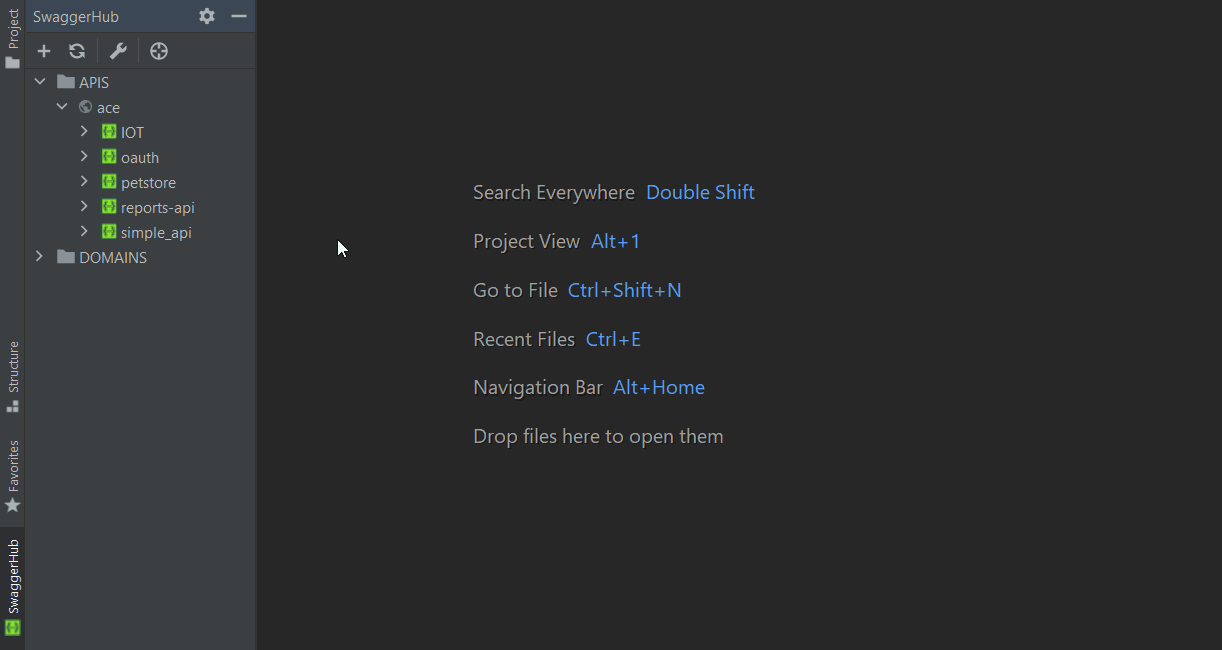 Project
SwaggerHub
APIS
ace
IOT
oauth
petstore
reports-api
simple_api
DOMAINS
Structure
Favorites
SwaggerHub
Search Everywhere Double Shift
Project View Alt+1
Go to File Ctrl+Shift+N
Recent Files Ctrl+E
Navigation Bar Alt+Home
Drop files here to open them